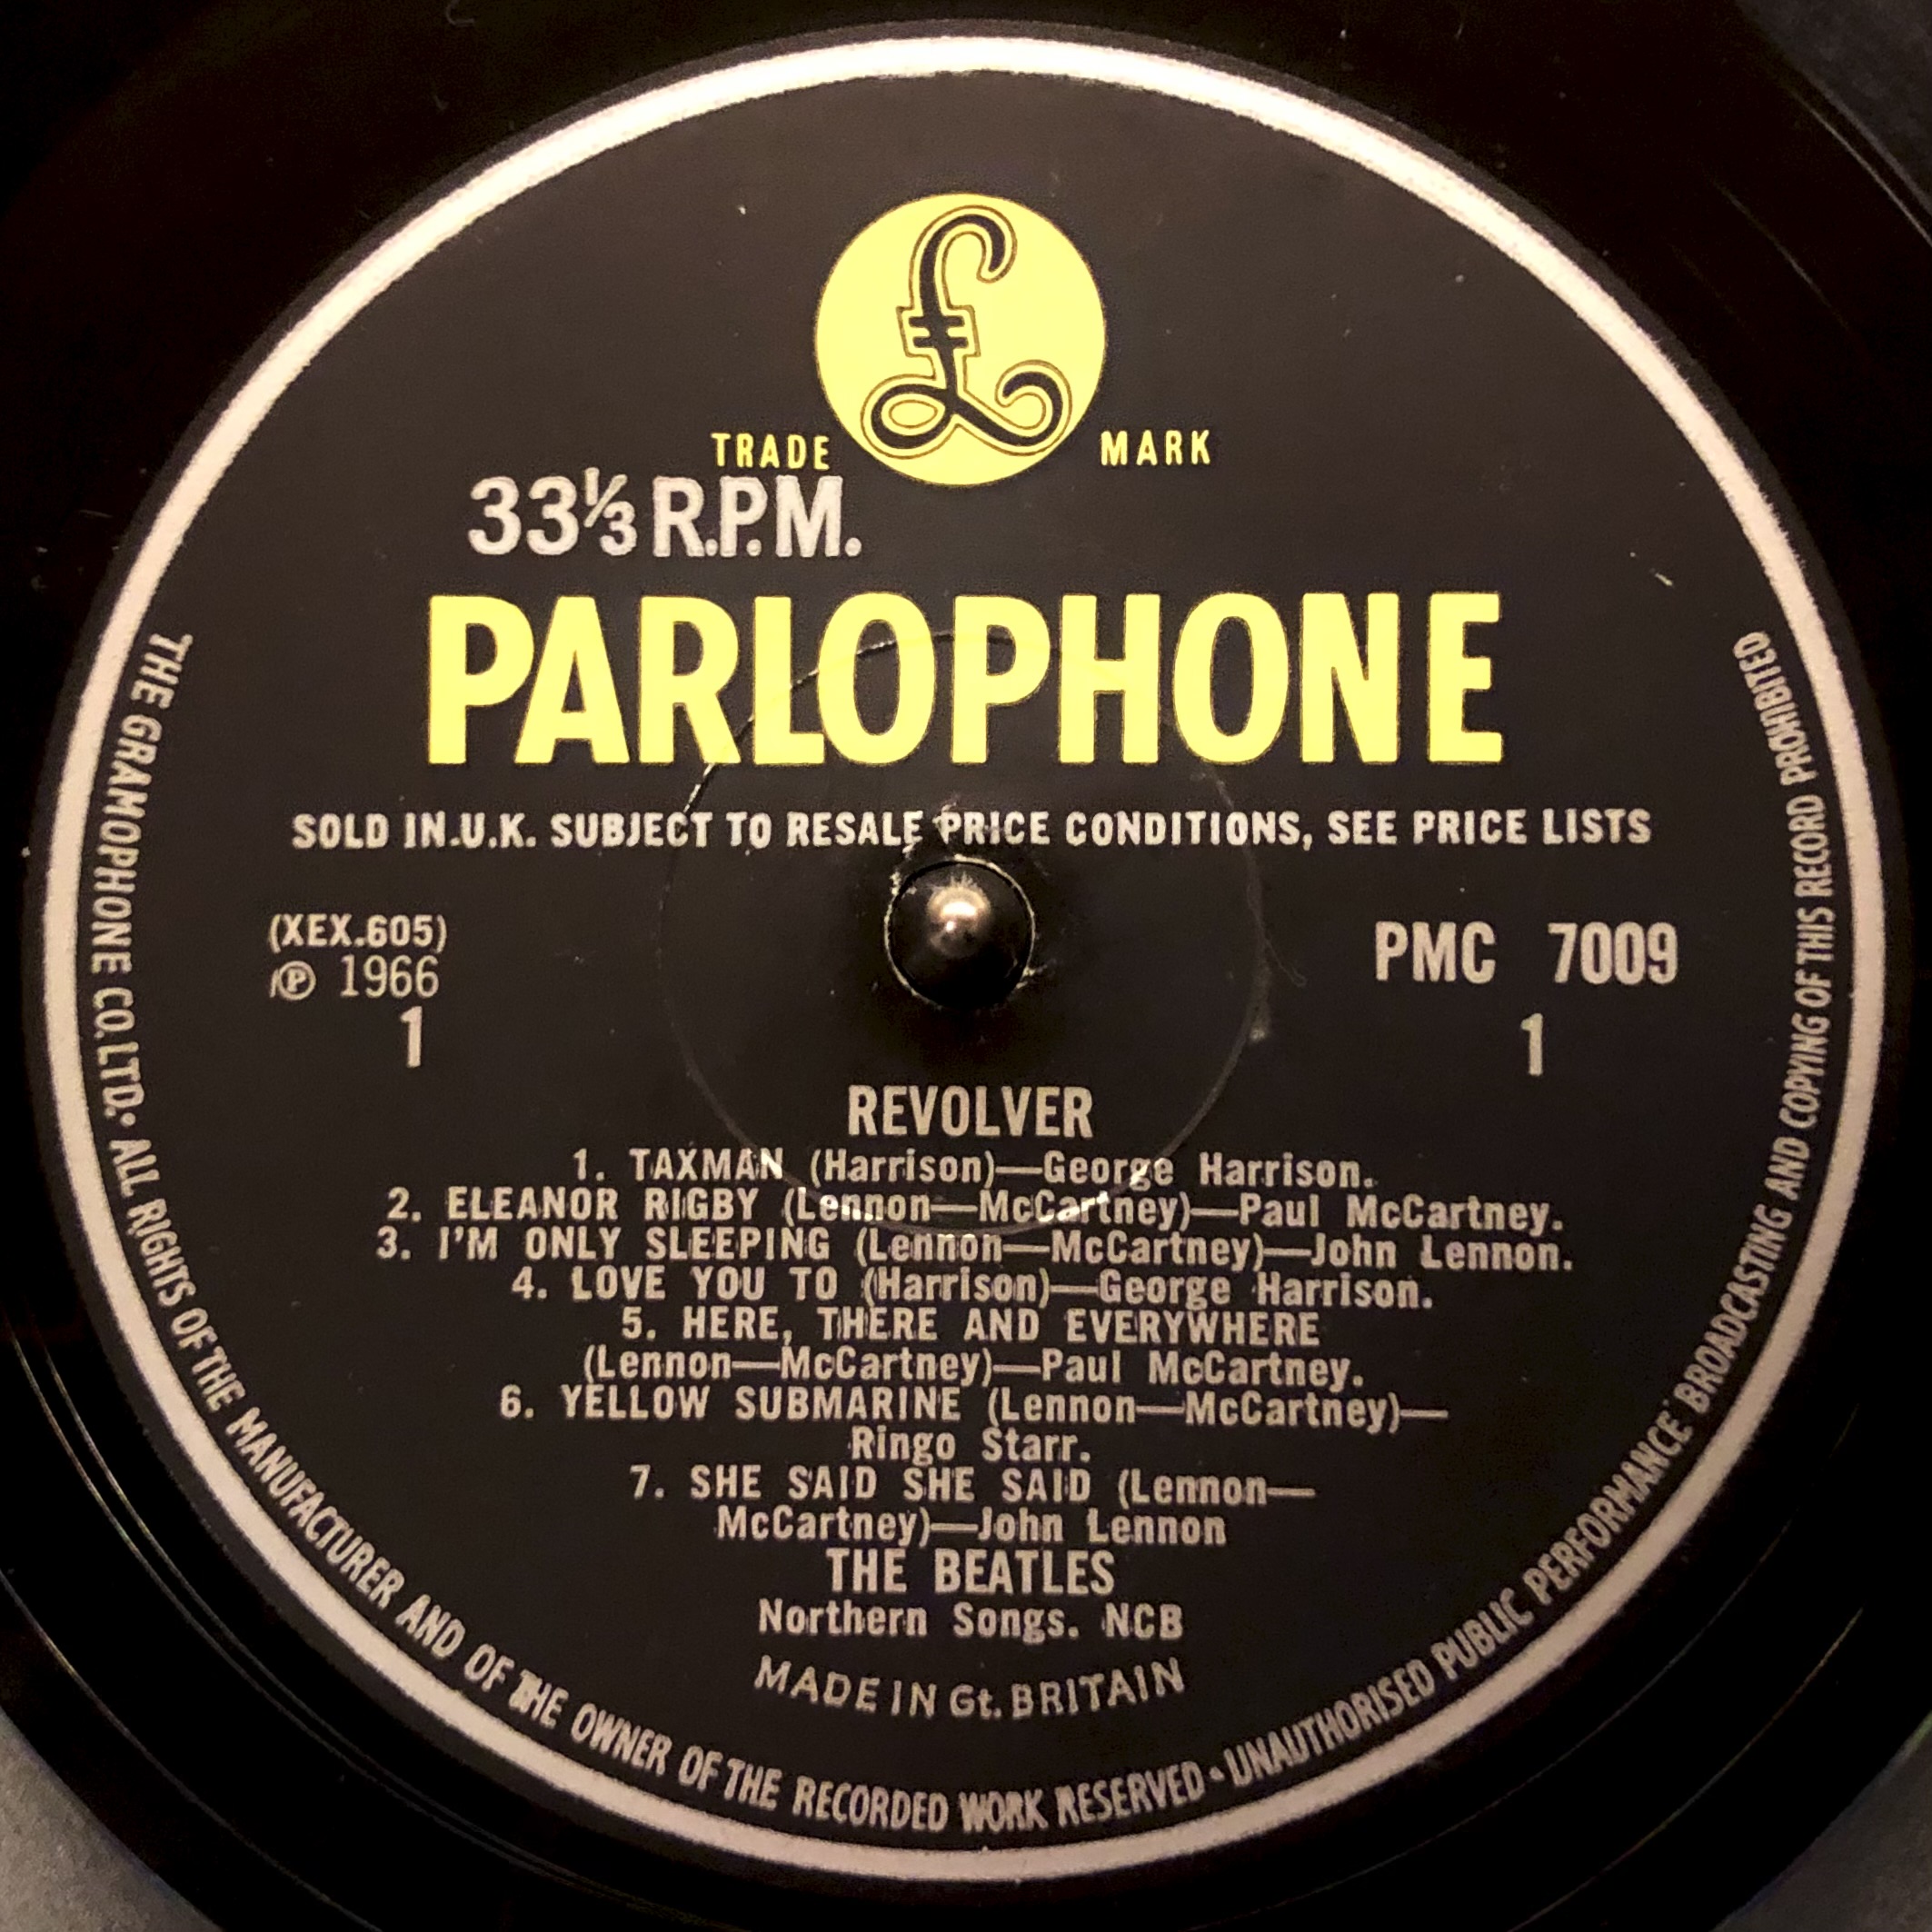 £
TRADE MARK
33⅓ R.P.M.
PARLOPHONE
SOLD IN.U.K. SUBJECT TO RESALE PRICE CONDITIONS, SEE PRICE LISTS
(XEX.605)
℗ 1966
1
PMC 7009
1
REVOLVER
1. TAXMAN (Harrison)—George Harrison.
2. ELEANOR RIGBY (Lennon—McCartney)—Paul McCartney.
3. I'M ONLY SLEEPING (Lennon—McCartney)—John Lennon.
4. LOVE YOU TO (Harrison)—George Harrison.
5. HERE, THERE AND EVERYWHERE
(Lennon—McCartney)—Paul McCartney.
6. YELLOW SUBMARINE (Lennon—McCartney)—
Ringo Starr.
7. SHE SAID SHE SAID (Lennon—
McCartney)—John Lennon
THE BEATLES
Northern Songs. NCB
MADE IN Gt. BRITAIN
THE GRAMOPHONE CO. LTD. • ALL RIGHTS OF THE MANUFACTURER AND OF THE OWNER OF THE RECORDED WORK RESERVED • UNAUTHORISED PUBLIC PERFORMANCE BROADCASTING AND COPYING OF THIS RECORD PROHIBITED